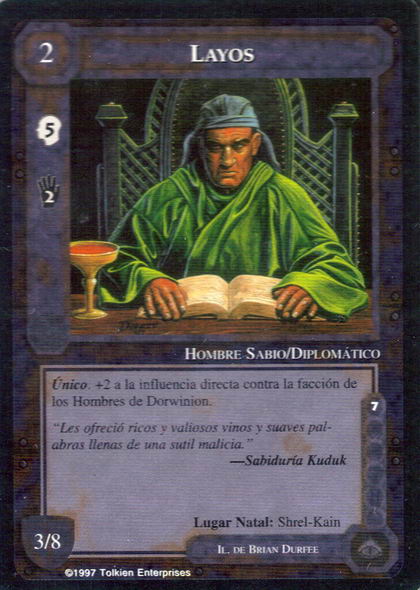 2
LAYOS
5
2
HOMBRE SABIO/DIPLOMÁTICO
Único. +2 a la influencia directa contra la facción de
los Hombres de Dorwinion.
7
“Les ofreció ricos y valiosos vinos y suaves pal-
abras llenas de una sutil malicia.”
—Sabiduría Kuduk
Lugar Natal: Shrel-Kain
3/8
IL. DE BRIAN DURFEE
©1997 Tolkien Enterprises